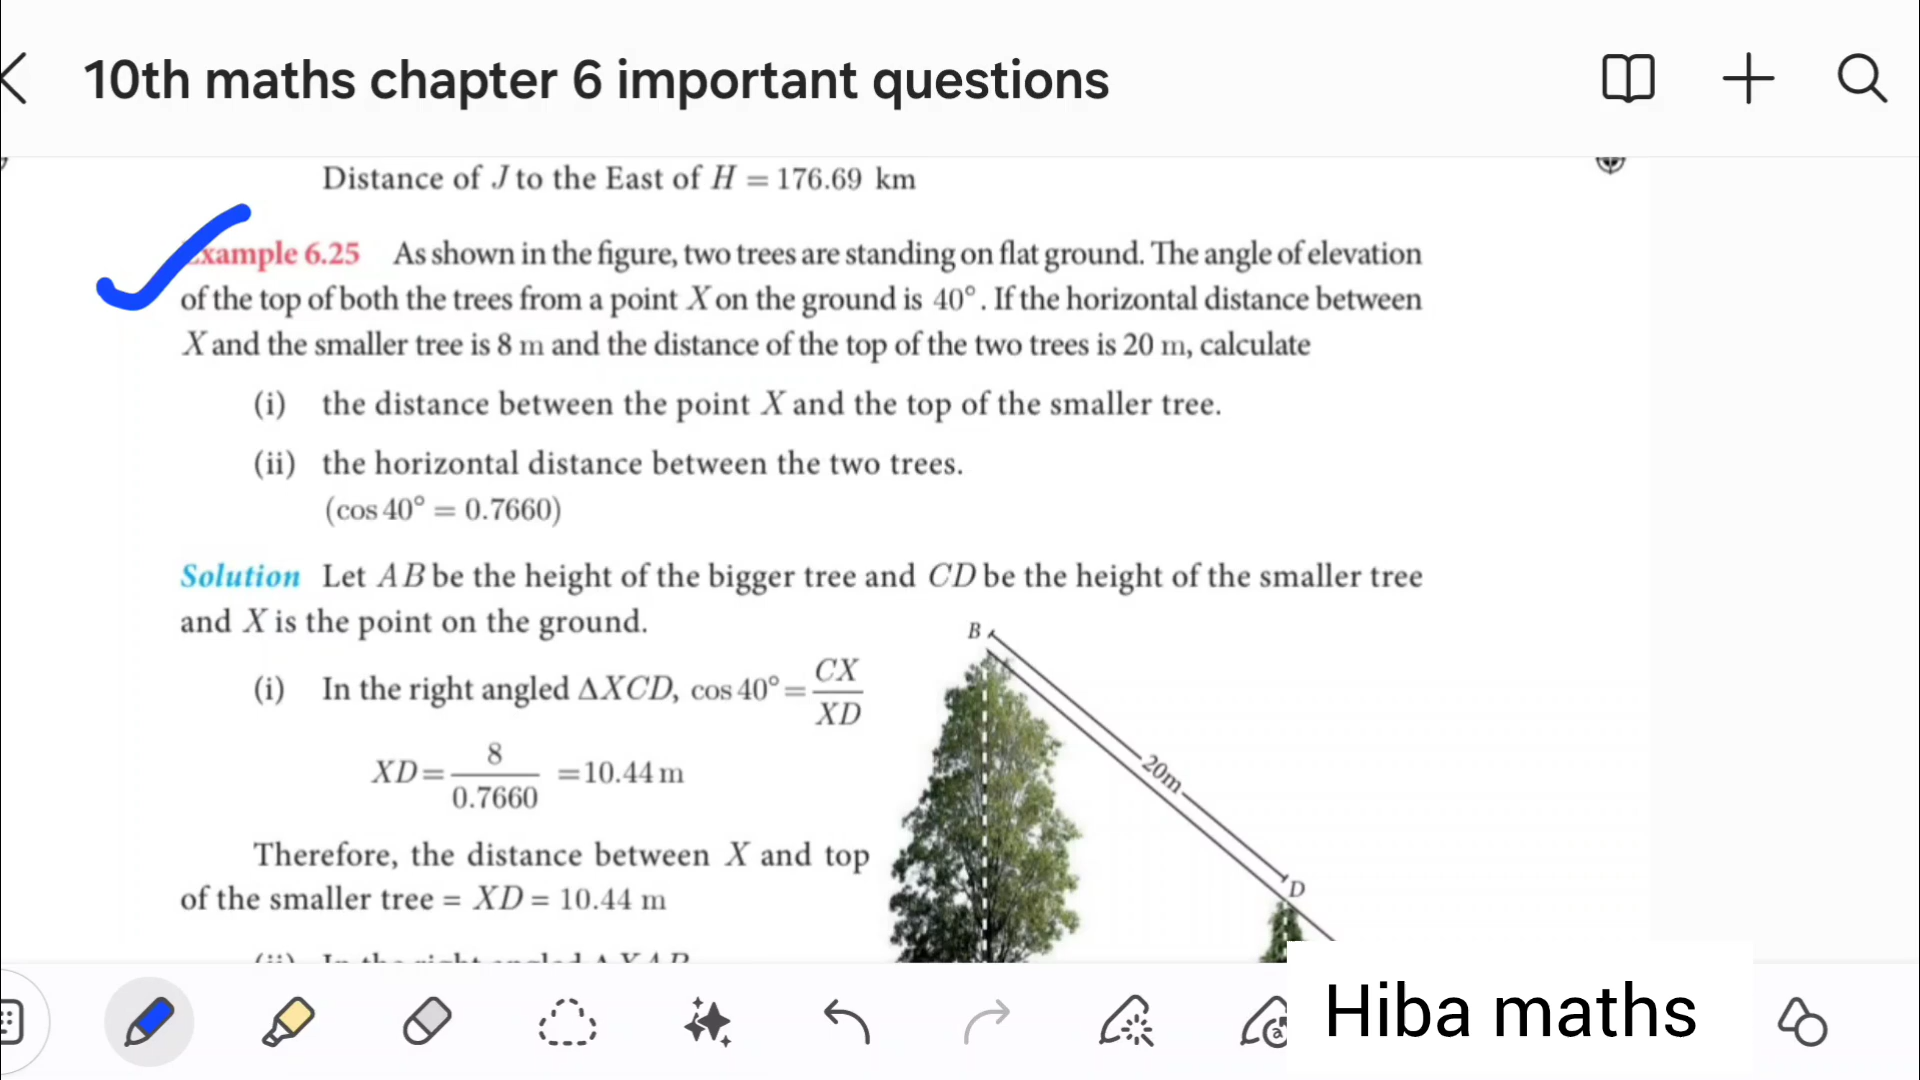 10th maths chapter 6 important questions
Distance of J to the East of H = 176.69 km
xample 6.25 As shown in the figure, two trees are standing on flat ground. The angle of elevation
of the top of both the trees from a point X on the ground is 40°. If the horizontal distance between
X and the smaller tree is 8 m and the distance of the top of the two trees is 20 m, calculate
(i) the distance between the point X and the top of the smaller tree.
(ii) the horizontal distance between the two trees.
(cos 40° = 0.7660)
Solution Let AB be the height of the bigger tree and CD be the height of the smaller tree
and X is the point on the ground.
B
(i) In the right angled ΔXCD, cos 40° = CX/XD
XD = 8/0.7660 = 10.44 m
20m
Therefore, the distance between X and top
D
of the smaller tree = XD = 10.44 m
Hiba maths